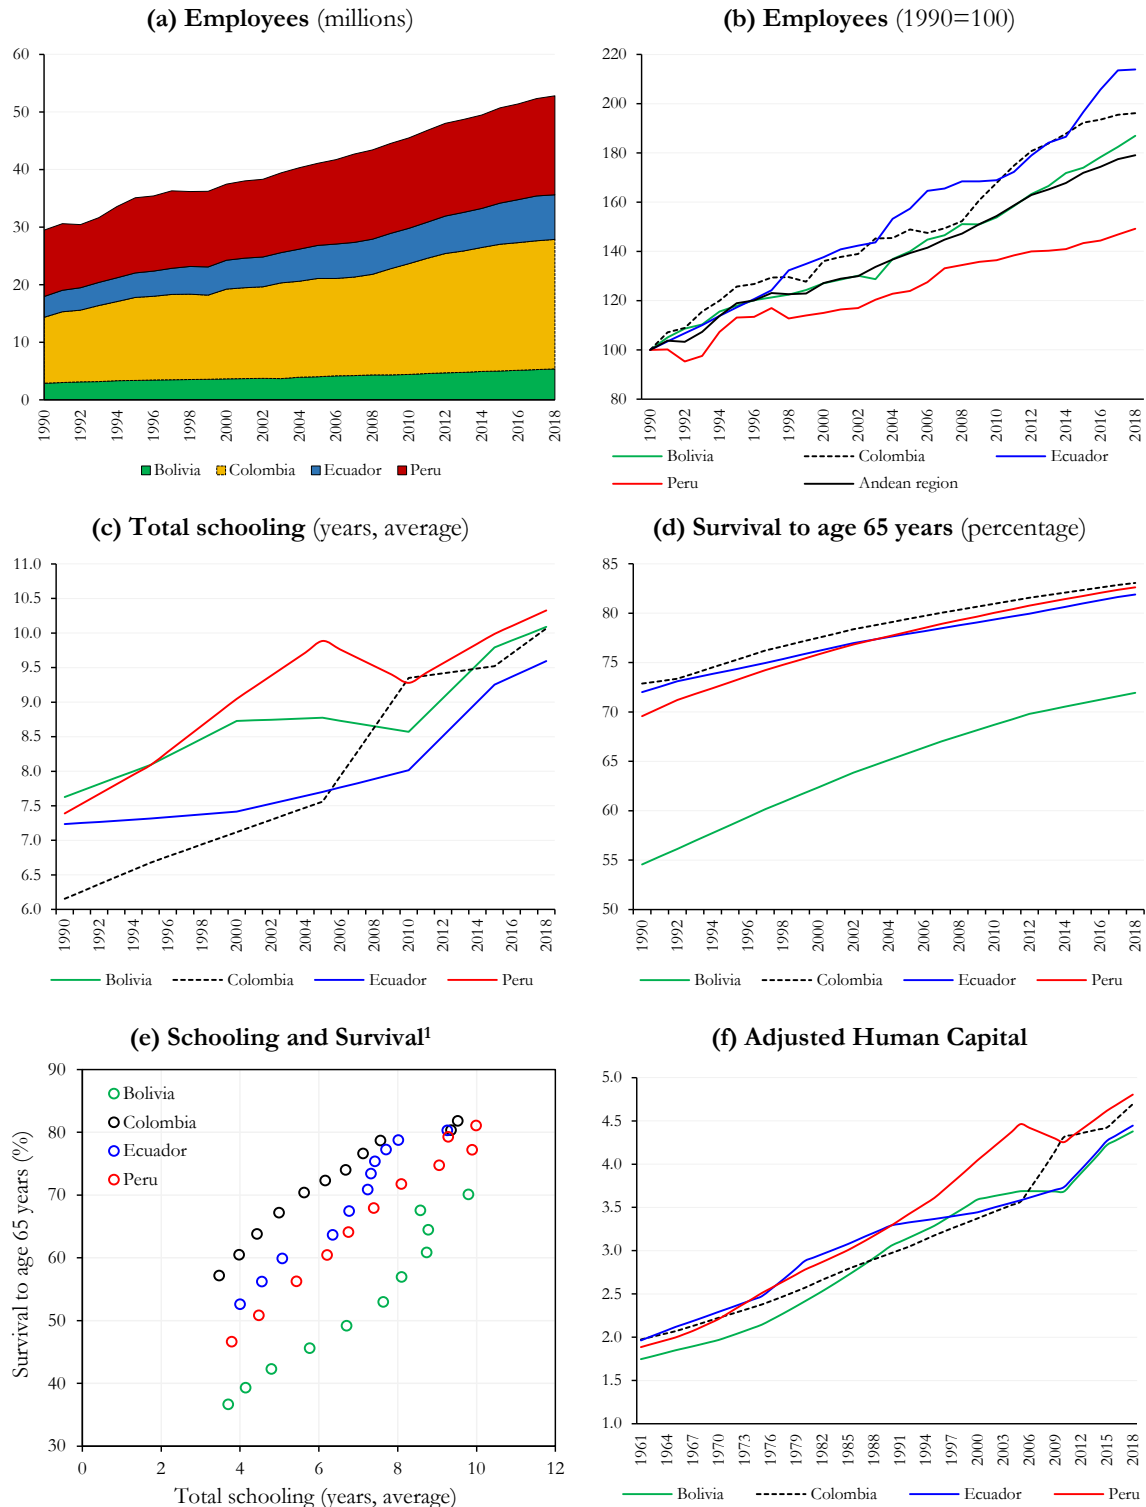 (a) Employees (millions)
60
50
40
30
20
10
0
1990 1992 1994 1996 1998 2000 2002 2004 2006 2008 2010 2012 2014 2016 2018
Bolivia Colombia Ecuador Peru
(b) Employees (1990=100)
220
200
180
160
140
120
100
80
1990 1992 1994 1996 1998 2000 2002 2004 2006 2008 2010 2012 2014 2016 2018
Bolivia Colombia Ecuador
Peru Andean region
(c) Total schooling (years, average)
11.0
10.5
10.0
9.5
9.0
8.5
8.0
7.5
7.0
6.5
6.0
1990 1992 1994 1996 1998 2000 2002 2004 2006 2008 2010 2012 2014 2016 2018
Bolivia Colombia Ecuador Peru
(d) Survival to age 65 years (percentage)
85
80
75
70
65
60
55
50
1990 1992 1994 1996 1998 2000 2002 2004 2006 2008 2010 2012 2014 2016 2018
Bolivia Colombia Ecuador Peru
(e) Schooling and Survival¹
Survival to age 65 years (%)
90
80
70
60
50
40
30
Bolivia
Colombia
Ecuador
Peru
0 2 4 6 8 10 12
Total schooling (years, average)
(f) Adjusted Human Capital
5.0
4.5
4.0
3.5
3.0
2.5
2.0
1.5
1.0
1961 1964 1967 1970 1973 1976 1979 1982 1985 1988 1991 1994 1997 2000 2003 2006 2009 2012 2015 2018
Bolivia Colombia Ecuador Peru